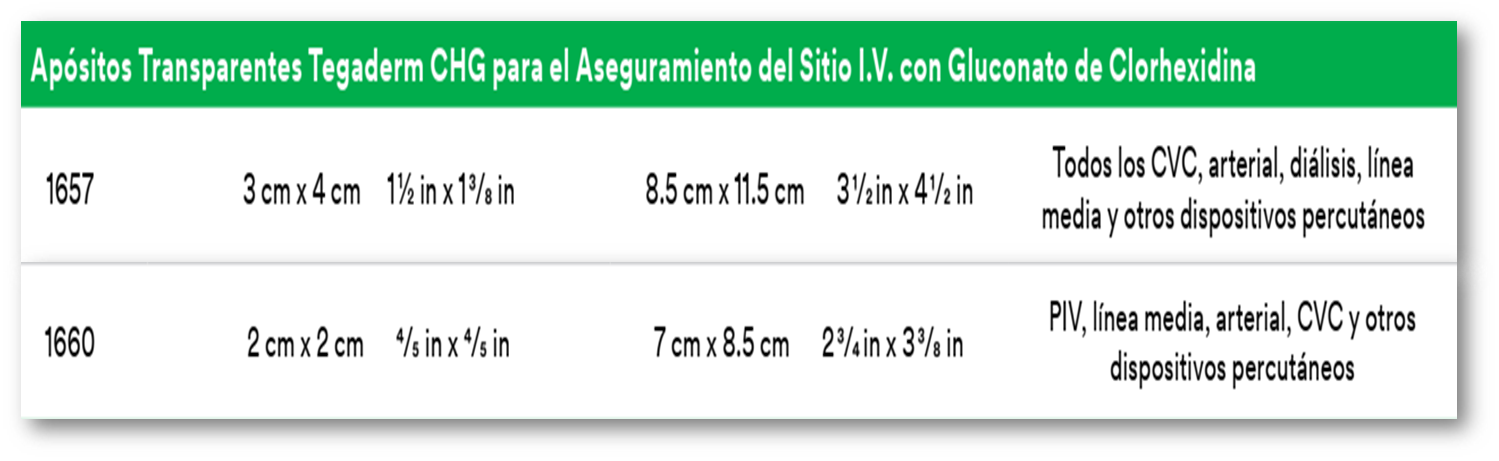 Apósitos Transparentes Tegaderm CHG para el Aseguramiento del Sitio I.V. con Gluconato de Clorhexidina
1657 3 cm x 4 cm 1½ in x 1⅜ in 8.5 cm x 11.5 cm 3½ in x 4½ in Todos los CVC, arterial, diálisis, línea
media y otros dispositivos percutáneos
1660 2 cm x 2 cm ⅘ in x ⅘ in 7 cm x 8.5 cm 2¾ in x 3⅜ in PIV, línea media, arterial, CVC y otros
dispositivos percutáneos